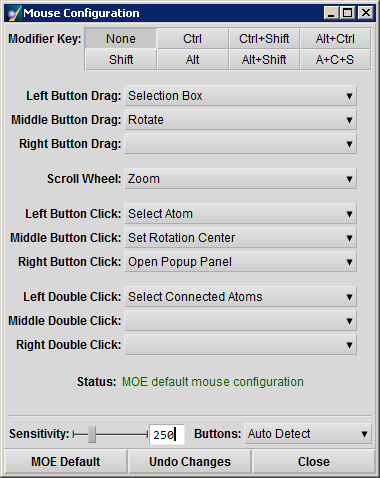 Mouse Configuration
Modifier Key: None Ctrl Ctrl+Shift Alt+Ctrl
Shift Alt Alt+Shift A+C+S
Left Button Drag: Selection Box
Middle Button Drag: Rotate
Right Button Drag:
Scroll Wheel: Zoom
Left Button Click: Select Atom
Middle Button Click: Set Rotation Center
Right Button Click: Open Popup Panel
Left Double Click: Select Connected Atoms
Middle Double Click:
Right Double Click:
Status: MOE default mouse configuration
Sensitivity: 250 Buttons: Auto Detect
MOE Default Undo Changes Close